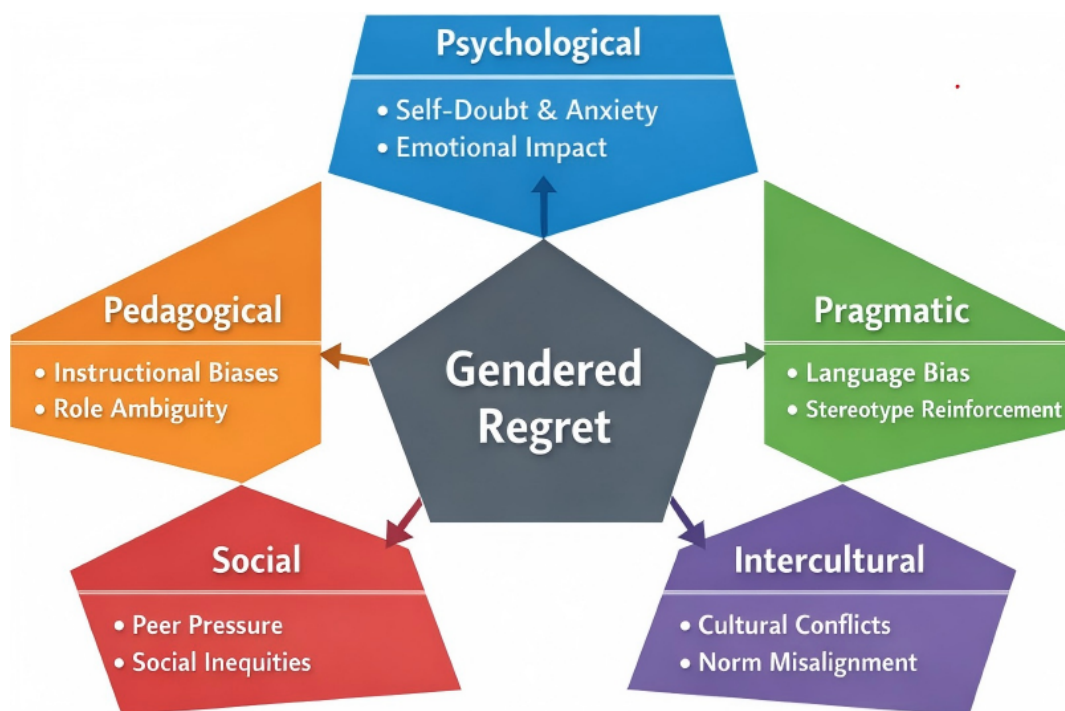 Psychological
• Self-Doubt & Anxiety
• Emotional Impact
Pedagogical
• Instructional Biases
• Role Ambiguity
Gendered
Regret
Pragmatic
• Language Bias
• Stereotype Reinforcement
Social
• Peer Pressure
• Social Inequities
Intercultural
• Cultural Conflicts
• Norm Misalignment